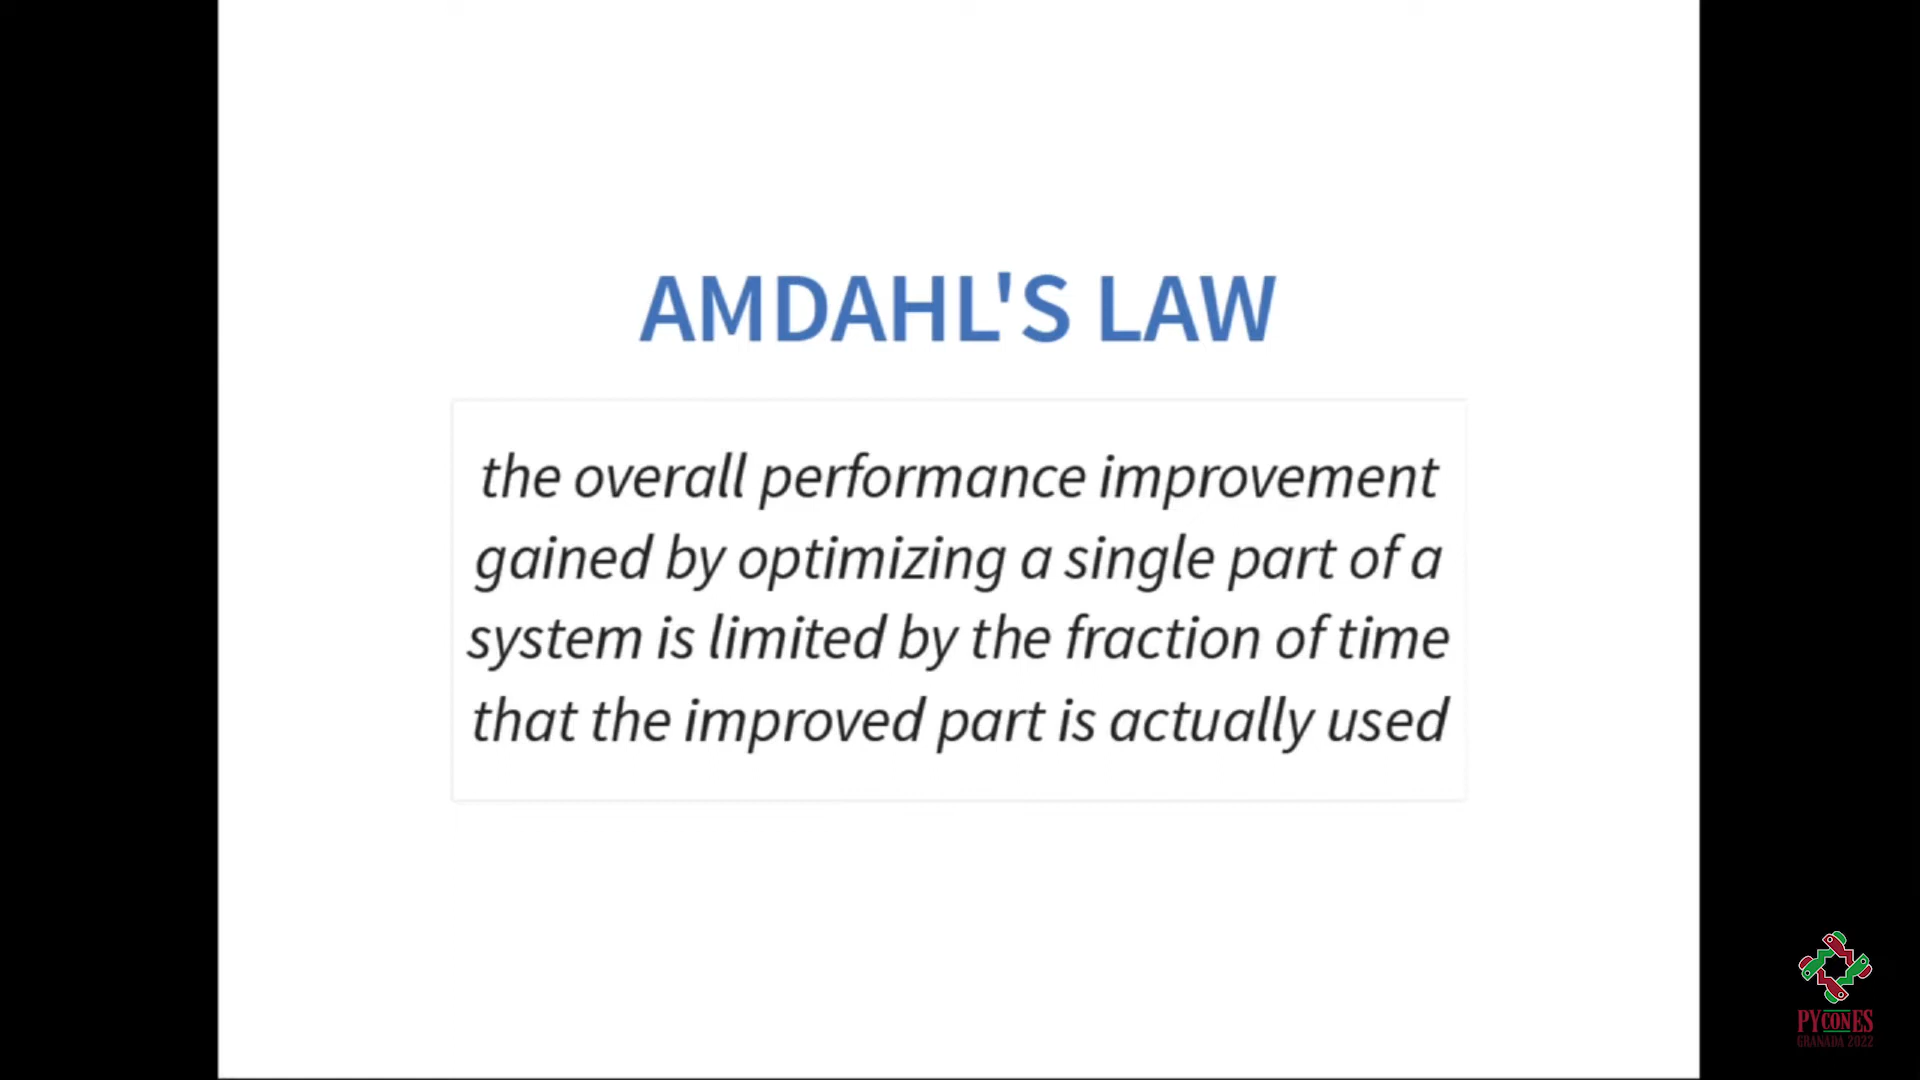 AMDAHL'S LAW
the overall performance improvement
gained by optimizing a single part of a
system is limited by the fraction of time
that the improved part is actually used
PYCONES
GRANADA 2022